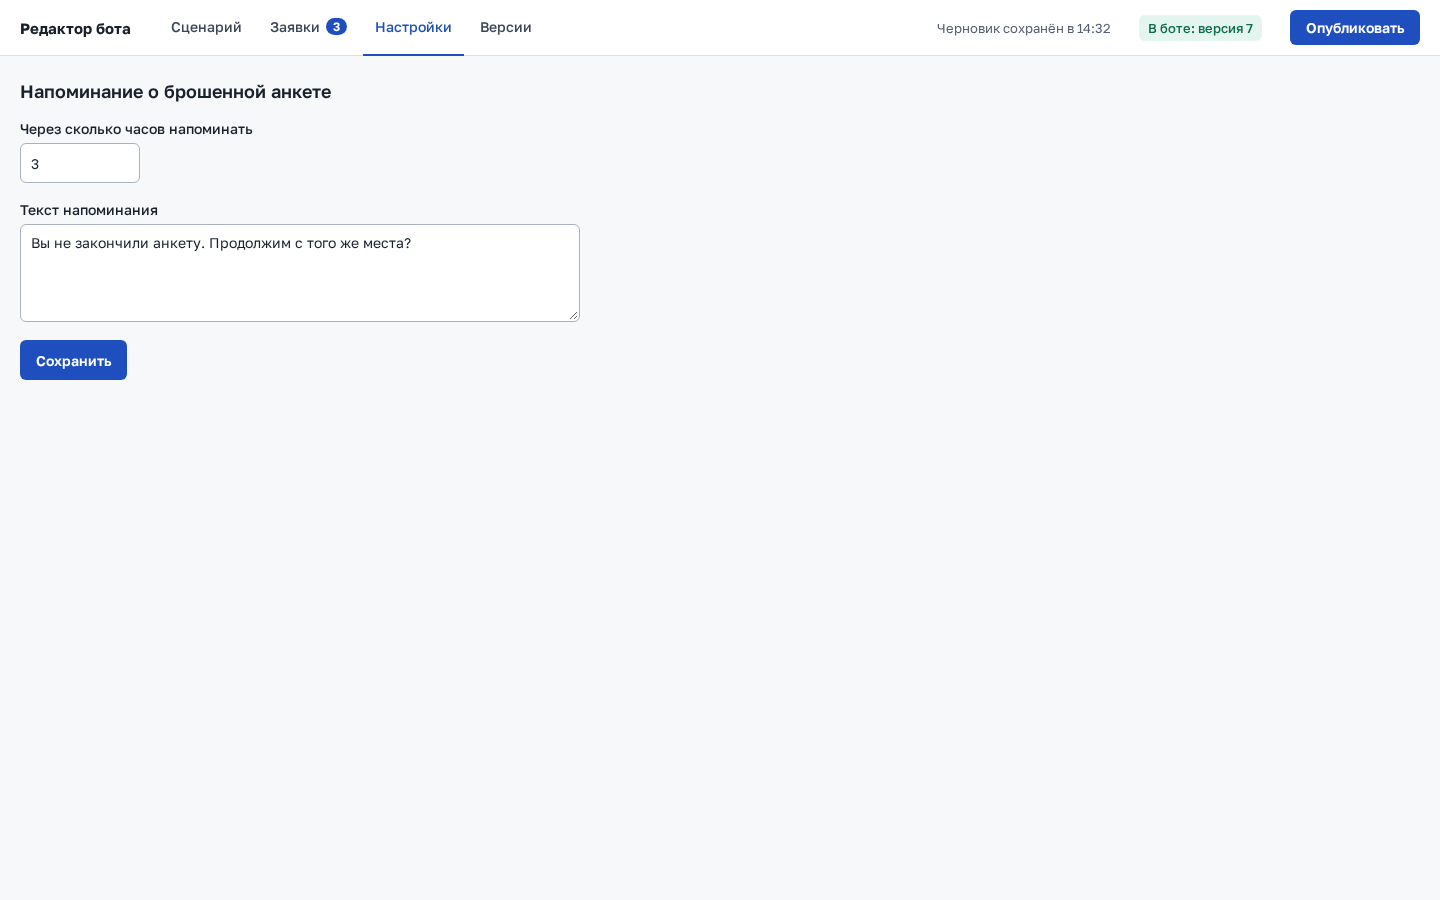 Редактор бота
Сценарий
Заявки 3
Настройки
Версии
Черновик сохранён в 14:32
В боте: версия 7
Опубликовать
Напоминание о брошенной анкете
Через сколько часов напоминать
3
Текст напоминания
Вы не закончили анкету. Продолжим с того же места?
Сохранить